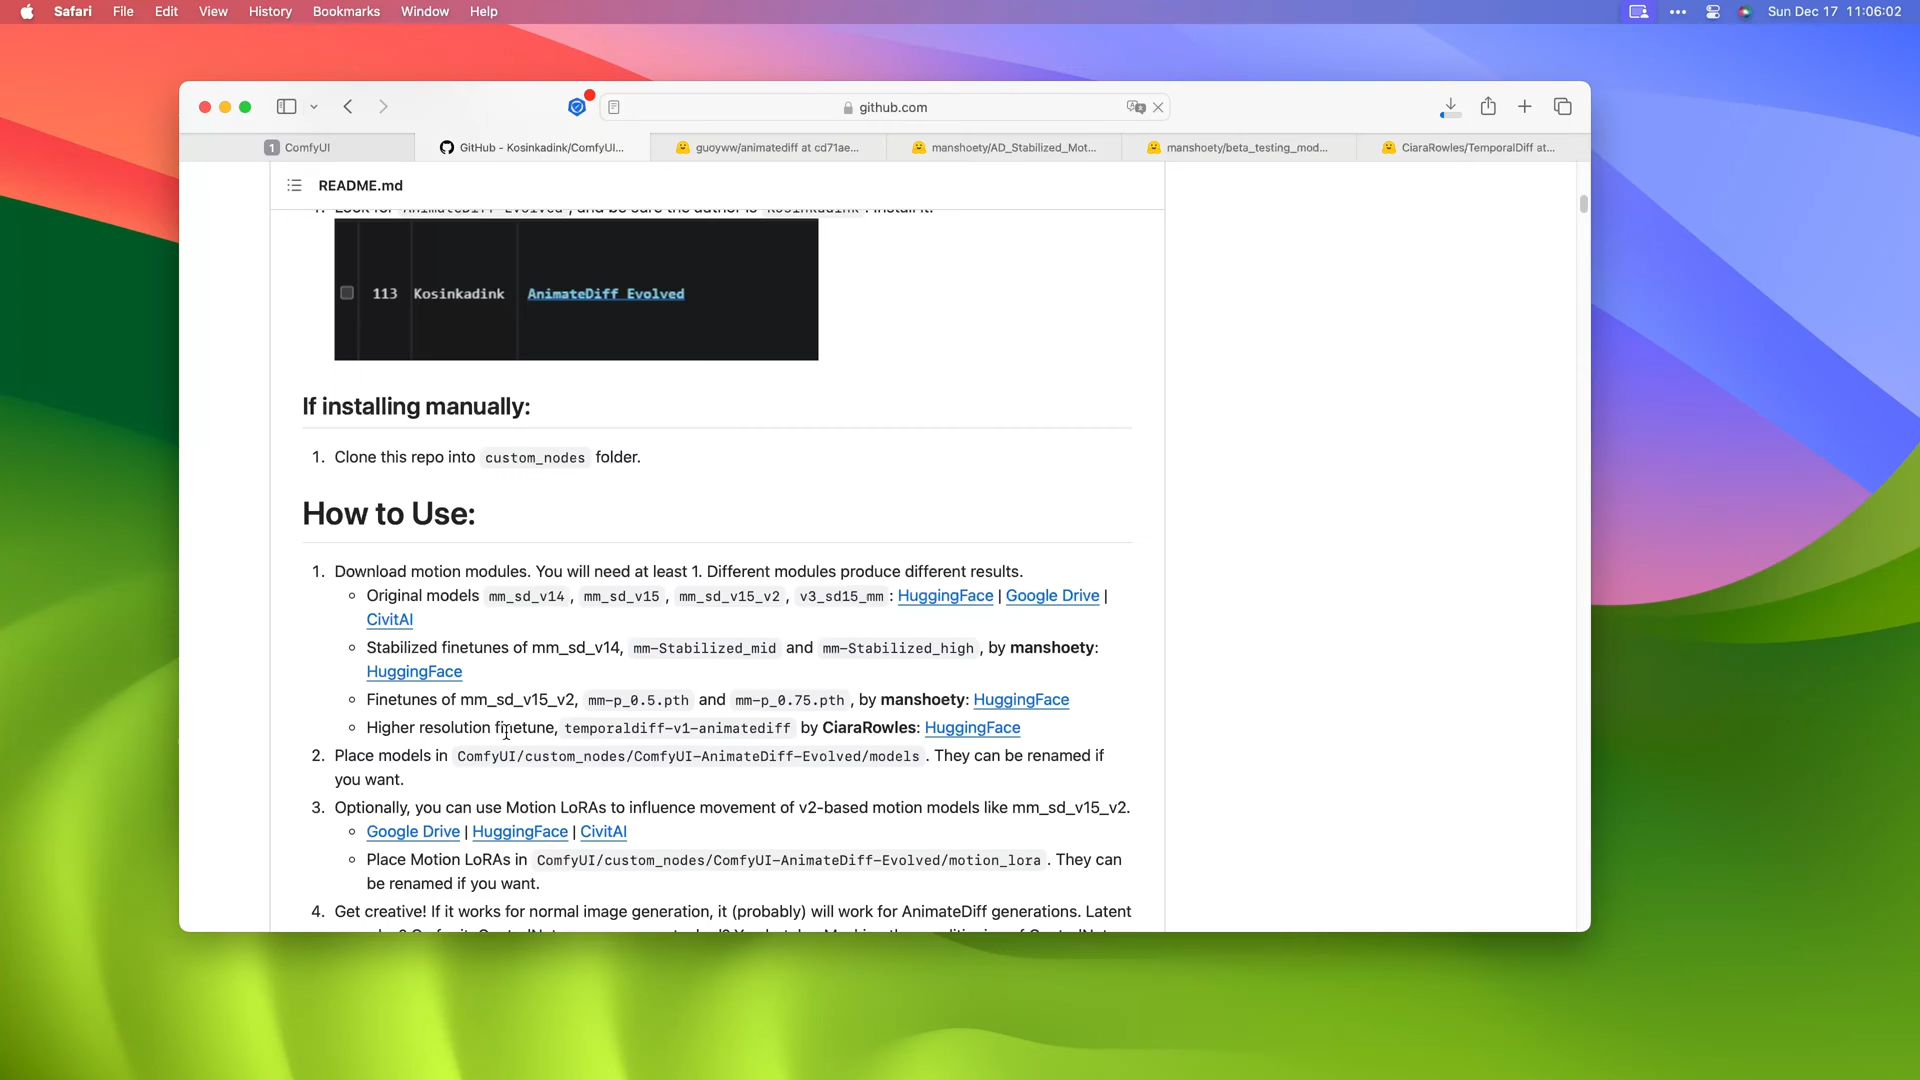 Safari File Edit View History Bookmarks Window Help Sun Dec 17 11:06:02
github.com
1 ComfyUI
GitHub - Kosinkadink/ComfyUI...
guoyww/animatediff at cd71ae...
manshoety/AD_Stabilized_Mot...
manshoety/beta_testing_mod...
CiaraRowles/TemporalDiff at...
README.md
113 Kosinkadink AnimateDiff Evolved
If installing manually:
1. Clone this repo into custom_nodes folder.
How to Use:
1. Download motion modules. You will need at least 1. Different modules produce different results.
Original models mm_sd_v14 , mm_sd_v15 , mm_sd_v15_v2 , v3_sd15_mm : HuggingFace | Google Drive |
CivitAI
Stabilized finetunes of mm_sd_v14, mm-Stabilized_mid and mm-Stabilized_high , by manshoety:
HuggingFace
Finetunes of mm_sd_v15_v2, mm-p_0.5.pth and mm-p_0.75.pth , by manshoety: HuggingFace
Higher resolution finetune, temporaldiff-v1-animatediff by CiaraRowles: HuggingFace
2. Place models in ComfyUI/custom_nodes/ComfyUI-AnimateDiff-Evolved/models . They can be renamed if
you want.
3. Optionally, you can use Motion LoRAs to influence movement of v2-based motion models like mm_sd_v15_v2.
Google Drive | HuggingFace | CivitAI
Place Motion LoRAs in ComfyUI/custom_nodes/ComfyUI-AnimateDiff-Evolved/motion_lora . They can
be renamed if you want.
4. Get creative! If it works for normal image generation, it (probably) will work for AnimateDiff generations. Latent